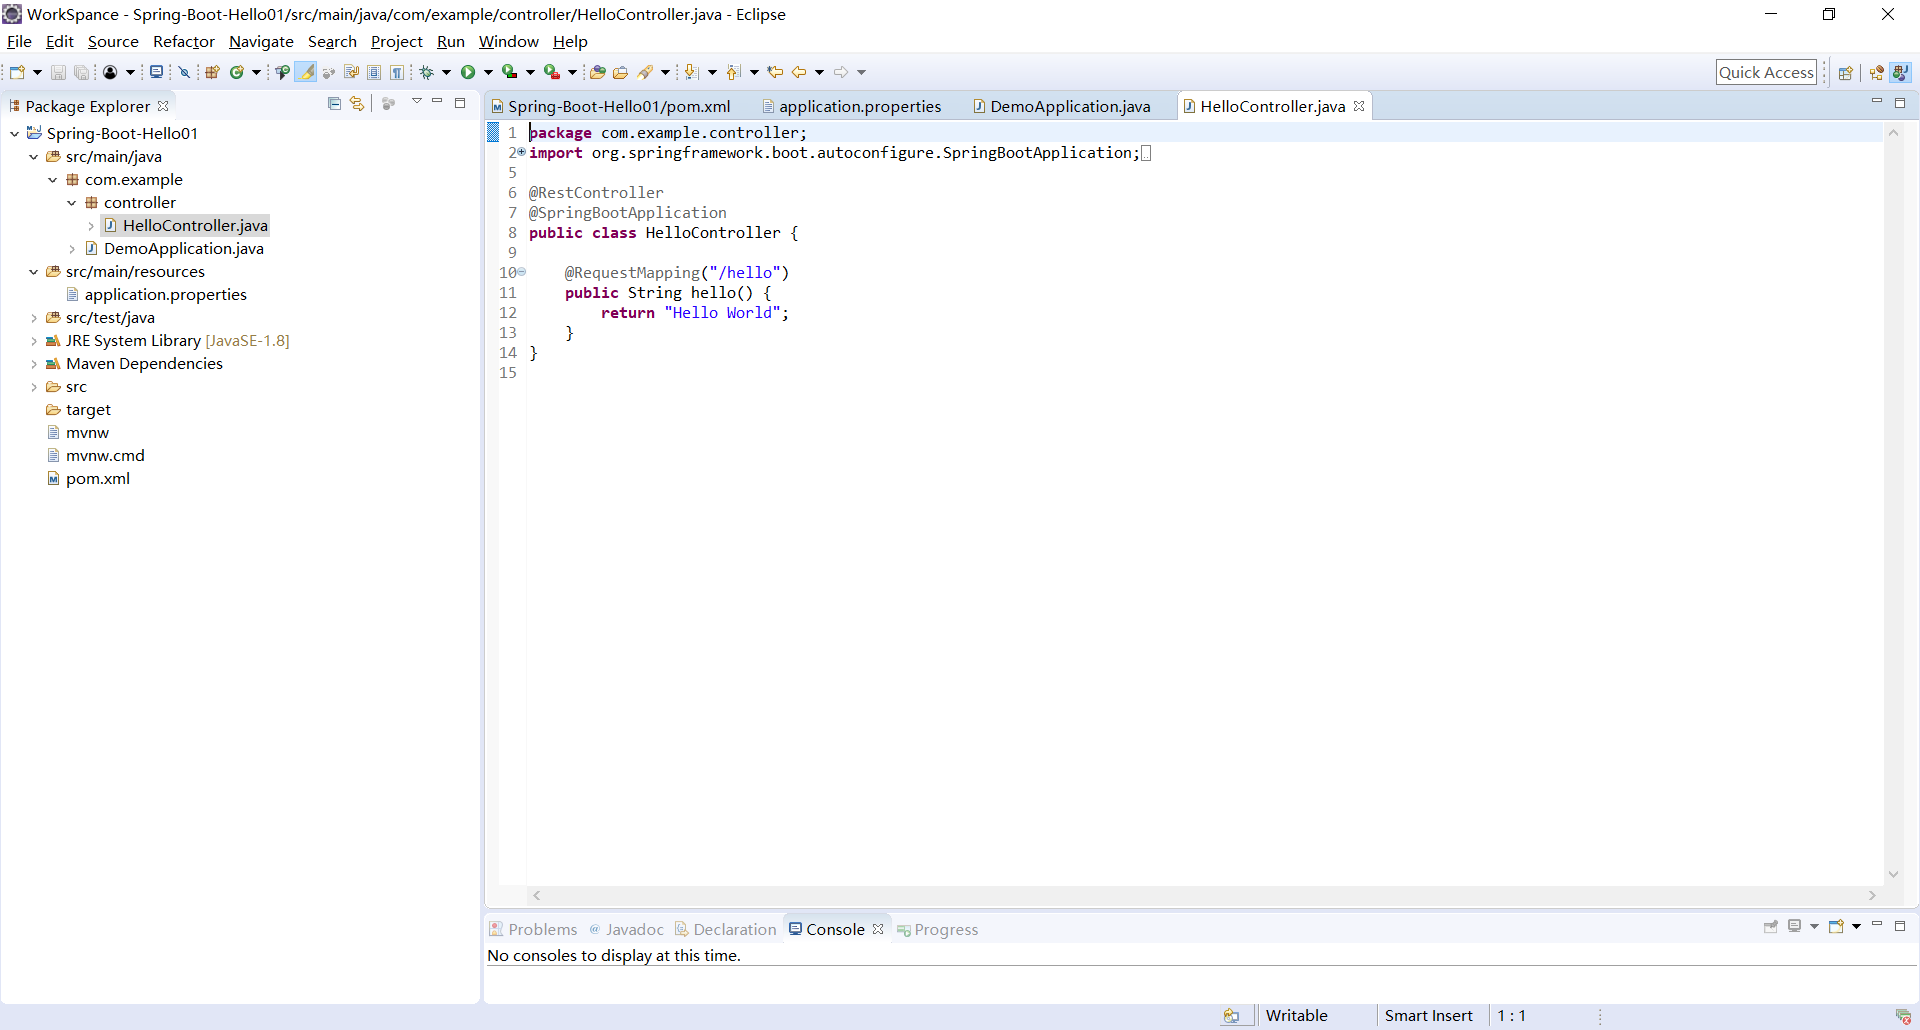 WorkSpance - Spring-Boot-Hello01/src/main/java/com/example/controller/HelloController.java - Eclipse
File Edit Source Refactor Navigate Search Project Run Window Help
Quick Access
Package Explorer
Spring-Boot-Hello01
src/main/java
com.example
controller
HelloController.java
DemoApplication.java
src/main/resources
application.properties
src/test/java
JRE System Library [JavaSE-1.8]
Maven Dependencies
src
target
mvnw
mvnw.cmd
pom.xml
Spring-Boot-Hello01/pom.xml application.properties DemoApplication.java HelloController.java
1 package com.example.controller;
2 import org.springframework.boot.autoconfigure.SpringBootApplication;
5
6 @RestController
7 @SpringBootApplication
8 public class HelloController {
9
10 @RequestMapping("/hello")
11 public String hello() {
12 return "Hello World";
13 }
14 }
15
Problems @ Javadoc Declaration Console Progress
No consoles to display at this time.
Writable Smart Insert 1 : 1